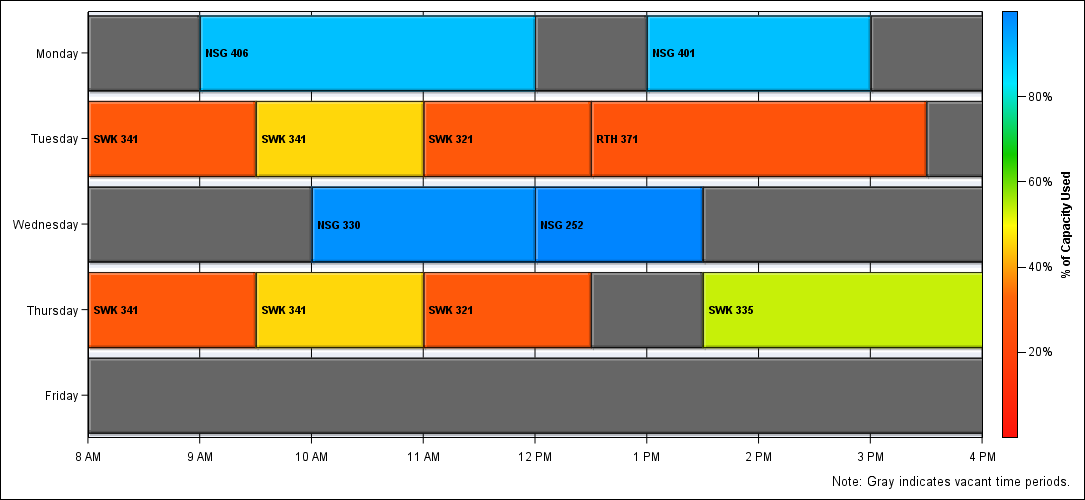 Monday
NSG 406
NSG 401
80%
Tuesday
SWK 341
SWK 341
SWK 321
RTH 371
60%
Wednesday
NSG 330
NSG 252
% of Capacity Used
40%
Thursday
SWK 341
SWK 341
SWK 321
SWK 335
20%
Friday
8 AM 9 AM 10 AM 11 AM 12 PM 1 PM 2 PM 3 PM 4 PM
Note: Gray indicates vacant time periods.